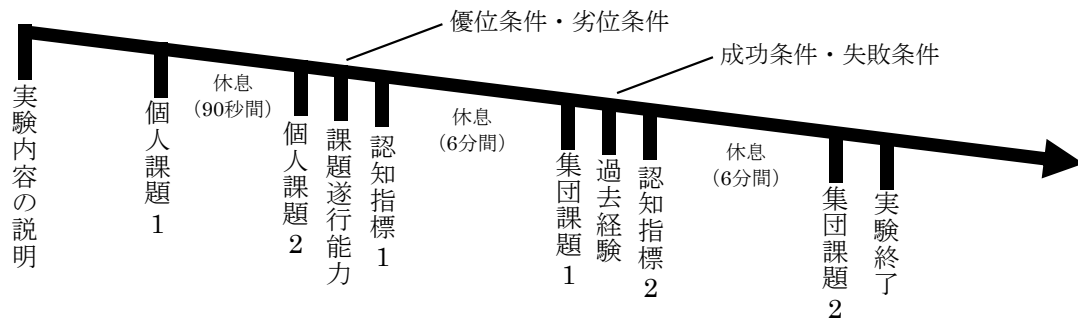 優位条件・劣位条件
成功条件・失敗条件
実験内容の説明
個人課題1
休息
（90秒間）
個人課題2
課題遂行能力
認知指標1
休息
（6分間）
集団課題1
過去経験
認知指標2
休息
（6分間）
集団課題2
実験終了